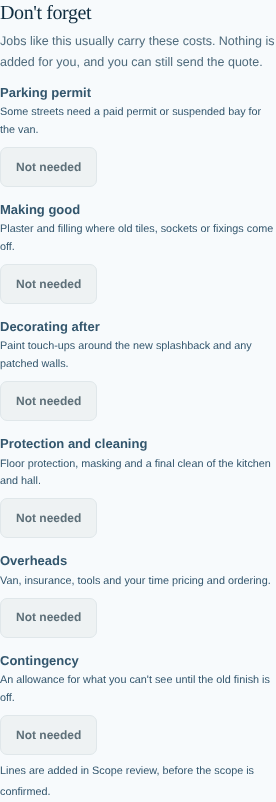 Don't forget
Jobs like this usually carry these costs. Nothing is
added for you, and you can still send the quote.
Parking permit
Some streets need a paid permit or suspended bay for
the van.
Not needed
Making good
Plaster and filling where old tiles, sockets or fixings come
off.
Not needed
Decorating after
Paint touch-ups around the new splashback and any
patched walls.
Not needed
Protection and cleaning
Floor protection, masking and a final clean of the kitchen
and hall.
Not needed
Overheads
Van, insurance, tools and your time pricing and ordering.
Not needed
Contingency
An allowance for what you can't see until the old finish is
off.
Not needed
Lines are added in Scope review, before the scope is
confirmed.